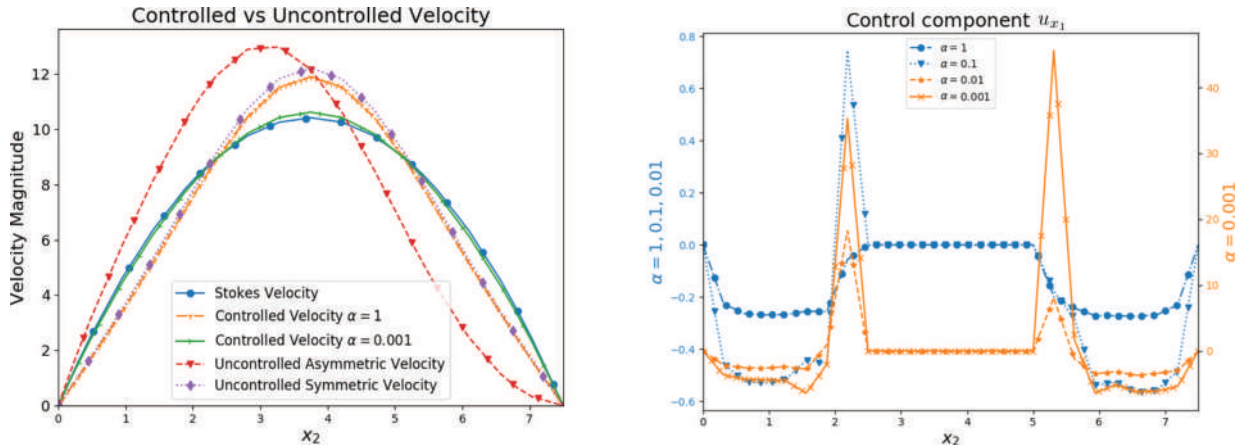 Controlled vs Uncontrolled Velocity
Velocity Magnitude
12
10
8
6
4
2
0
0 1 2 3 4 5 6 7
x₂
Stokes Velocity
Controlled Velocity α = 1
Controlled Velocity α = 0.001
Uncontrolled Asymmetric Velocity
Uncontrolled Symmetric Velocity
Control component u_{x₁}
α = 1, 0.1, 0.01
0.8
0.6
0.4
0.2
0.0
−0.2
−0.4
−0.6
0 1 2 3 4 5 6 7
x₂
α = 1
α = 0.1
α = 0.01
α = 0.001
40
30
20
10
0
α = 0.001